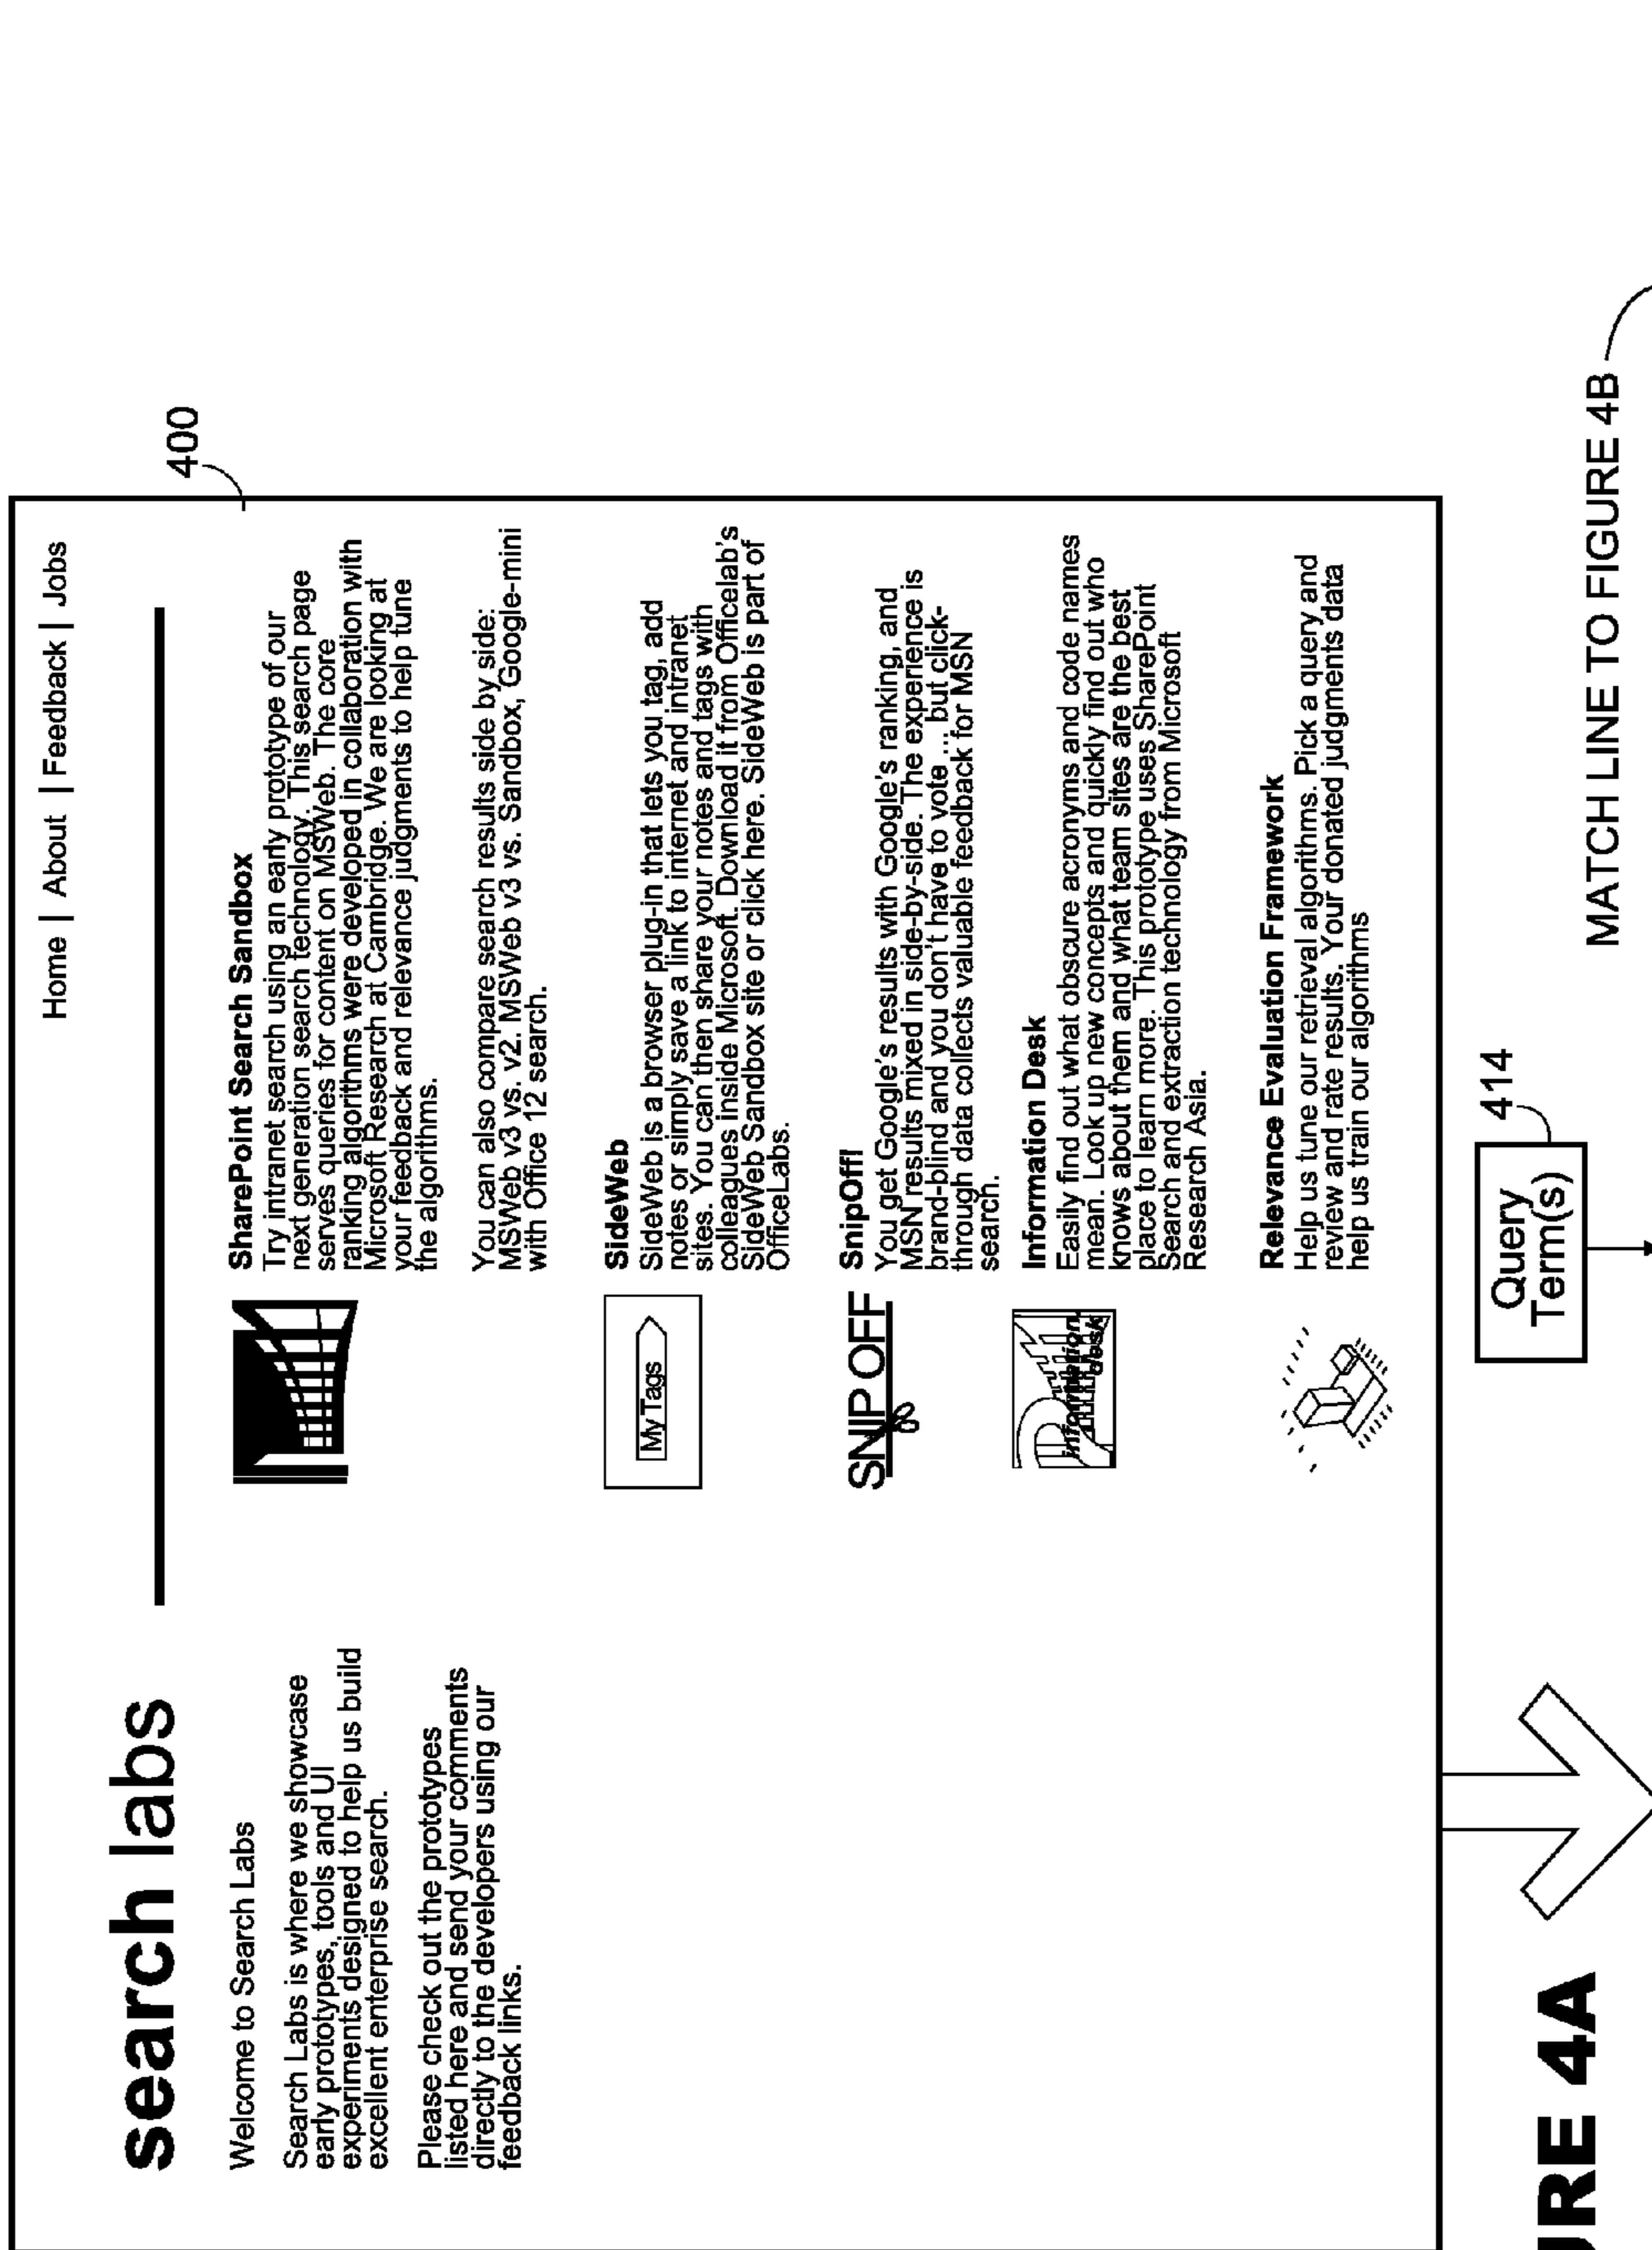 Home | About | Feedback | Jobs
search labs
400
Welcome to Search Labs
Search Labs is where we showcase
early prototypes, tools and UI
experiments designed to help us build
excellent enterprise search.
Please check out the prototypes
listed here and send your comments
directly to the developers using our
feedback links.
SharePoint Search Sandbox
Try intranet search using an early prototype of our
next generation search technology. This search page
serves queries for content on MSWeb. The core
ranking algorithms were developed in collaboration with
Microsoft Research at Cambridge. We are looking at
your feedback and relevance judgments to help tune
the algorithms.
You can also compare search results side by side:
MSWeb v3 vs. v2. MSWeb v3 vs. Sandbox, Google-mini
with Office 12 search.
My Tags
SideWeb
SideWeb is a browser plug-in that lets you tag, add
notes or simply save a link to internet and intranet
sites. You can then share your notes and tags with
colleagues inside Microsoft. Download it from Officelab's
SideWeb Sandbox site or click here. SideWeb is part of
OfficeLabs.
SNIP OFF
SnipOff!
You get Google's results with Google's ranking, and
MSN results mixed in side-by-side. The experience is
brand-blind and you don't have to vote... but click-
through data collects valuable feedback for MSN
search.
information
desk
Information Desk
Easily find out what obscure acronyms and code names
mean. Look up new concepts and quickly find out who
knows about them and what team sites are the best
place to learn more. This prototype uses SharePoint
Search and extraction technology from Microsoft
Research Asia.
Relevance Evaluation Framework
Help us tune our retrieval algorithms. Pick a query and
review and rate results. Your donated judgments data
help us train our algorithms
Query
Term(s)
414
URE 4A
MATCH LINE TO FIGURE 4B